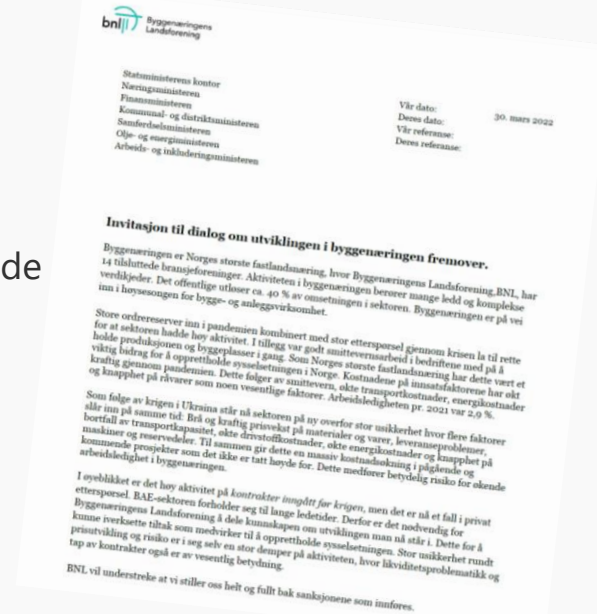 de
bnl Byggenæringens
Landsforening
Statsministerens kontor
Næringsministeren
Finansministeren
Kommunal- og distriktsministeren
Samferdselsministeren
Olje- og energiministeren
Arbeids- og inkluderingsministeren
Vår dato: 30. mars 2022
Deres dato:
Vår referanse:
Deres referanse:
Invitasjon til dialog om utviklingen i byggenæringen fremover.
Byggenæringen er Norges største fastlandsnæring, hvor Byggenæringens Landsforening,BNL, har
14 tilsluttede bransjeforeninger. Aktiviteten i byggenæringen berører mange ledd og komplekse
verdikjeder. Det offentlige utløser ca. 40 % av omsetningen i sektoren. Byggenæringen er på vei
inn i høysesongen for bygge- og anleggsvirksomhet.
Store ordrereserver inn i pandemien kombinert med stor etterspørsel gjennom krisen la til rette
for at sektoren hadde høy aktivitet. I tillegg var godt smittevernsarbeid i bedriftene med på å
holde produksjonen og byggeplasser i gang. Som Norges største fastlandsnæring har dette vært et
viktig bidrag for å opprettholde sysselsetningen i Norge. Kostnadene på innsatsfaktorene har økt
kraftig gjennom pandemien. Dette følger av smittevern, økte transportkostnader, energikostnader
og knapphet på råvarer som noen vesentlige faktorer. Arbeidsledigheten pr. 2021 var 2,9 %.
Som følge av krigen i Ukraina står nå sektoren på ny overfor stor usikkerhet hvor flere faktorer
slår inn på samme tid: Brå og kraftig prisvekst på materialer og varer, leveranseproblemer,
bortfall av transportkapasitet, økte drivstoffkostnader, økte energikostnader og knapphet på
maskiner og reservedeler. Til sammen gir dette en massiv kostnadsøkning i pågående og
kommende prosjekter som det ikke er tatt høyde for. Dette medfører betydelig risiko for økende
arbeidsledighet i byggenæringen.
I øyeblikket er det høy aktivitet på kontrakter inngått før krigen, men det er nå et fall i privat
etterspørsel. BAE-sektoren forholder seg til lange ledetider. Derfor er det nødvendig for
Byggenæringens Landsforening å dele kunnskapen om utviklingen man nå står i. Dette for å
kunne iverksette tiltak som medvirker til å opprettholde sysselsetningen. Stor usikkerhet rundt
prisutvikling og risiko er i seg selv en stor demper på aktiviteten, hvor likviditetsproblematikk og
tap av kontrakter også er av vesentlig betydning.
BNL vil understreke at vi stiller oss helt og fullt bak sanksjonene som innføres.